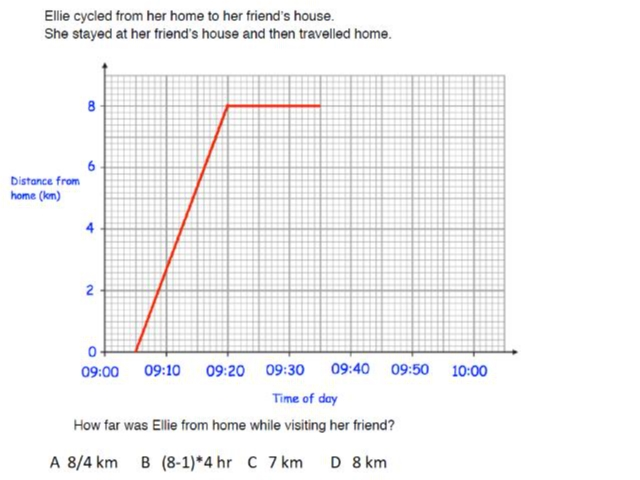 Ellie cycled from her home to her friend's house.
She stayed at her friend's house and then travelled home.
8
6
Distance from
home (km)
4
2
0
09:00 09:10 09:20 09:30 09:40 09:50 10:00
Time of day
How far was Ellie from home while visiting her friend?
A 8/4 km B (8-1)*4 hr C 7 km D 8 km